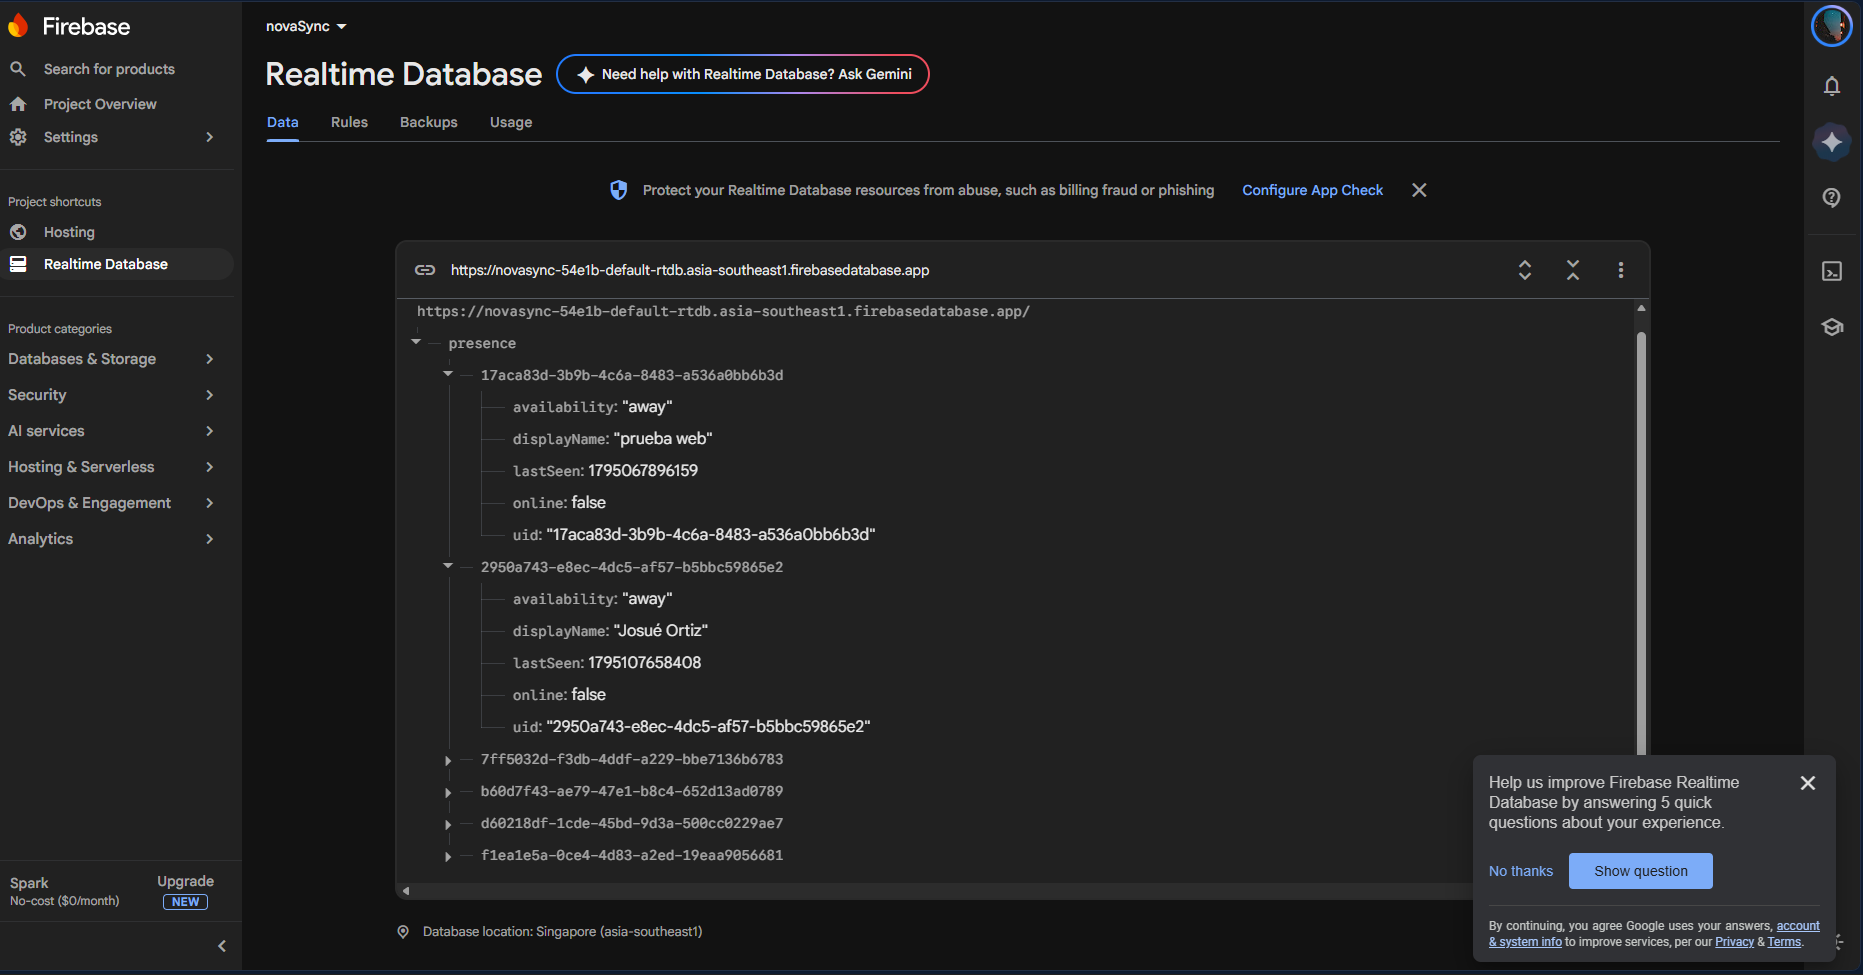 Firebase
Search for products
Project Overview
Settings
Project shortcuts
Hosting
Realtime Database
Product categories
Databases & Storage
Security
AI services
Hosting & Serverless
DevOps & Engagement
Analytics
Spark
No-cost ($0/month)
Upgrade
NEW
novaSync
Realtime Database
Need help with Realtime Database? Ask Gemini
Data Rules Backups Usage
Protect your Realtime Database resources from abuse, such as billing fraud or phishing Configure App Check
https://novasync-54e1b-default-rtdb.asia-southeast1.firebasedatabase.app
https://novasync-54e1b-default-rtdb.asia-southeast1.firebasedatabase.app/
presence
17aca83d-3b9b-4c6a-8483-a536a0bb6b3d
availability: "away"
displayName: "prueba web"
lastSeen: 1795067896159
online: false
uid: "17aca83d-3b9b-4c6a-8483-a536a0bb6b3d"
2950a743-e8ec-4dc5-af57-b5bbc59865e2
availability: "away"
displayName: "Josué Ortiz"
lastSeen: 1795107658408
online: false
uid: "2950a743-e8ec-4dc5-af57-b5bbc59865e2"
7ff5032d-f3db-4ddf-a229-bbe7136b6783
b60d7f43-ae79-47e1-b8c4-652d13ad0789
d60218df-1cde-45bd-9d3a-500cc0229ae7
f1ea1e5a-0ce4-4d83-a2ed-19eaa9056681
Database location: Singapore (asia-southeast1)
Help us improve Firebase Realtime
Database by answering 5 quick
questions about your experience.
No thanks Show question
By continuing, you agree Google uses your answers, account
& system info to improve services, per our Privacy & Terms.